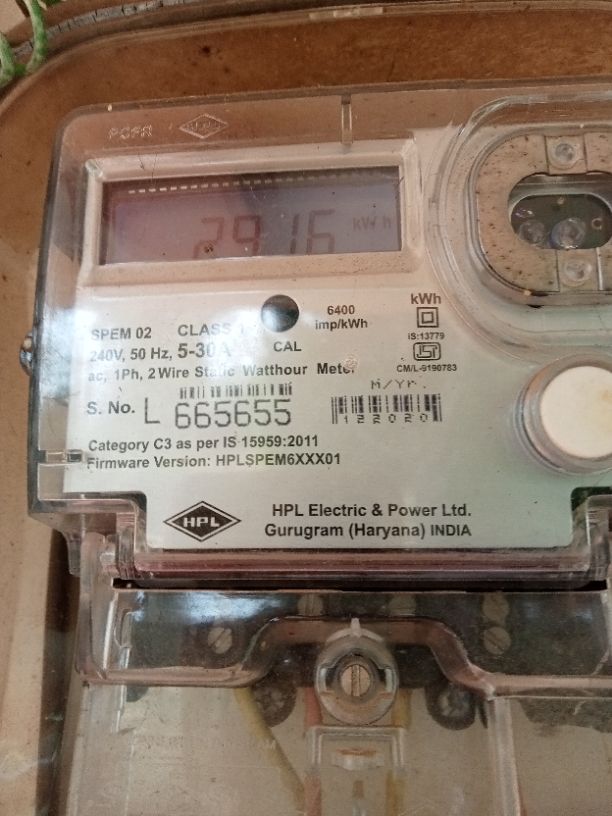 2916 kWh
6400
imp/kWh
kWh
IS:13779
CM/L-9190783
SPEM 02 CLASS 1
240V, 50 Hz, 5-30A
CAL
ac, 1Ph, 2 Wire Static Watthour Meter
M/Yr.
S. No. L 665655
122020
Category C3 as per IS 15959:2011
Firmware Version: HPLSPEM6XXX01
HPL
HPL Electric & Power Ltd.
Gurugram (Haryana) INDIA